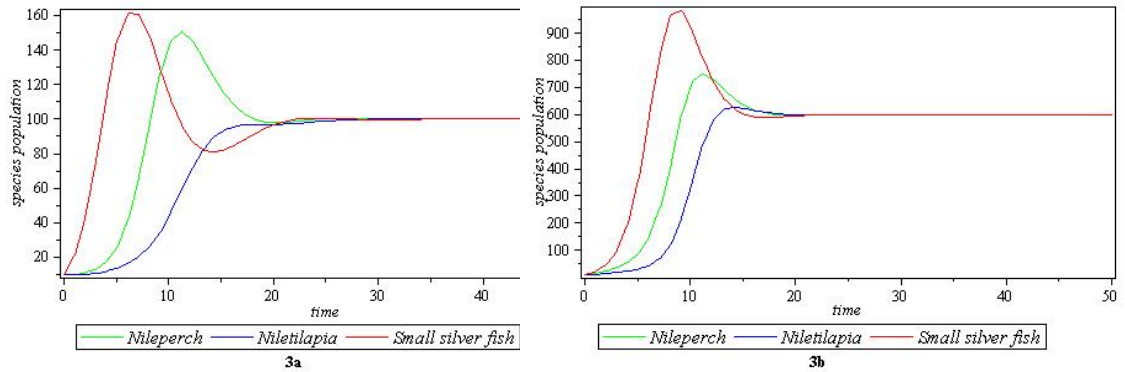 160
140
120
100
80
60
40
20
species population
0 10 20 30 40
time
Nileperch Niletilapia Small silver fish
3a
900
800
700
600
500
400
300
200
100
species population
0 10 20 30 40 50
time
Nileperch Niletilapia Small silver fish
3b